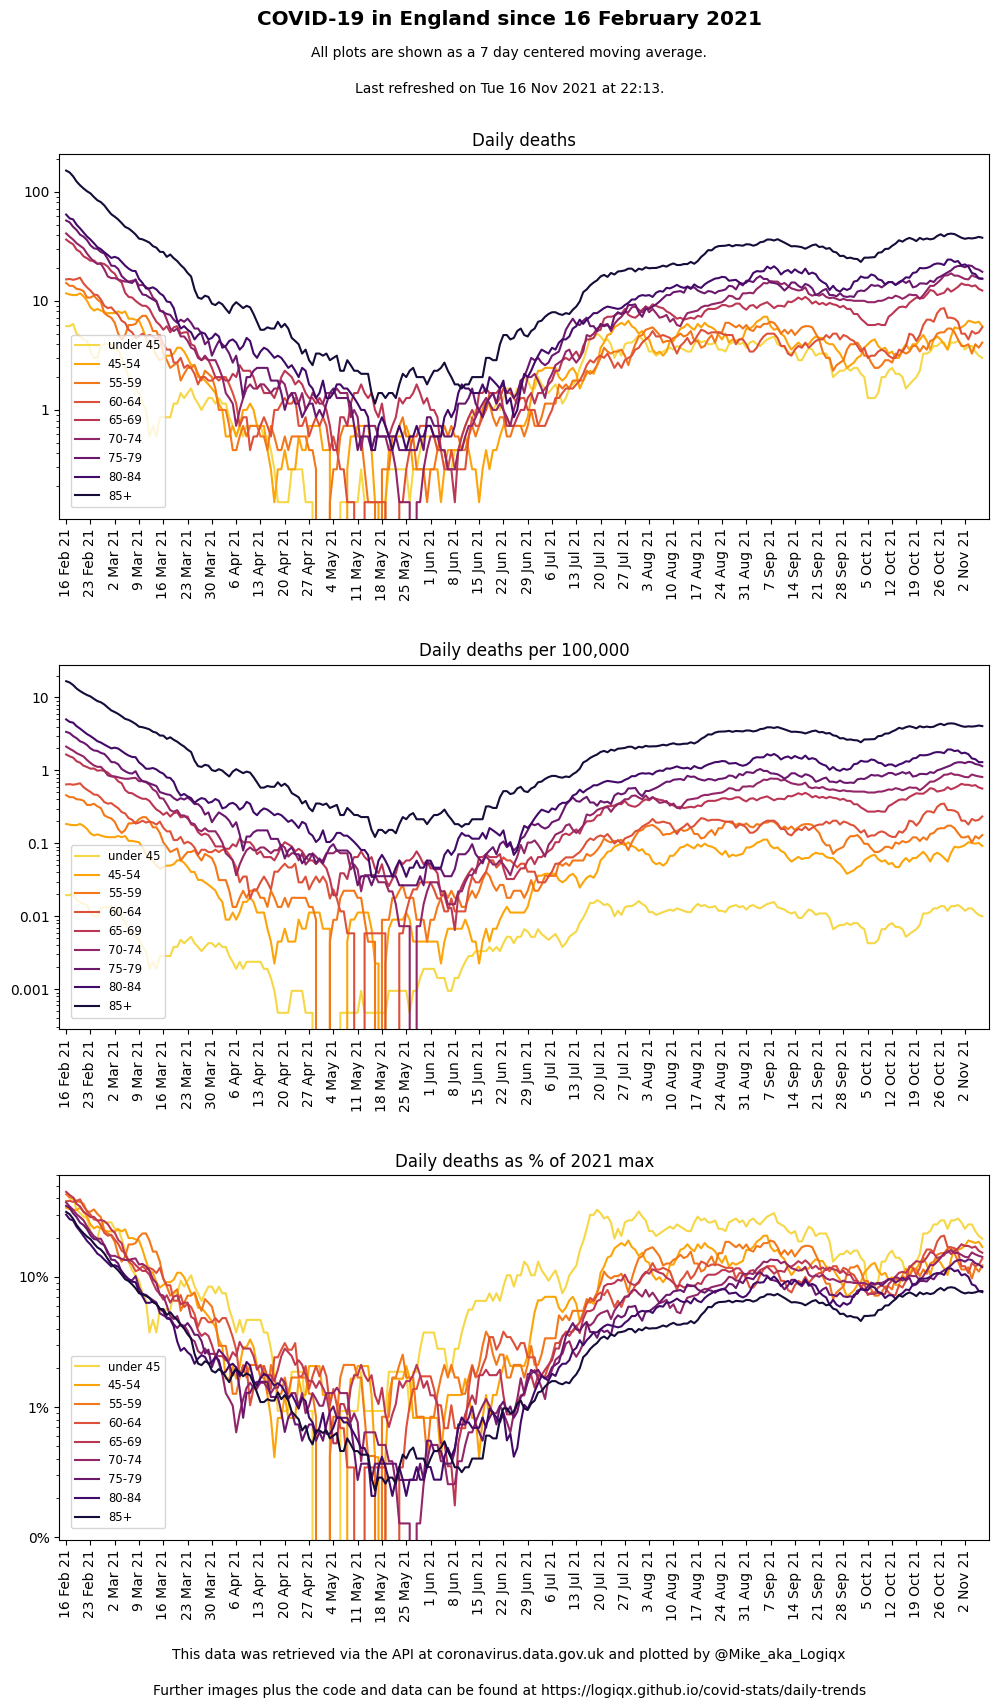 COVID-19 in England since 16 February 2021
All plots are shown as a 7 day centered moving average.
Last refreshed on Tue 16 Nov 2021 at 22:13.
Daily deaths
100
10
1
under 45
45-54
55-59
60-64
65-69
70-74
75-79
80-84
85+
16 Feb 21
23 Feb 21
2 Mar 21
9 Mar 21
16 Mar 21
23 Mar 21
30 Mar 21
6 Apr 21
13 Apr 21
20 Apr 21
27 Apr 21
4 May 21
11 May 21
18 May 21
25 May 21
1 Jun 21
8 Jun 21
15 Jun 21
22 Jun 21
29 Jun 21
6 Jul 21
13 Jul 21
20 Jul 21
27 Jul 21
3 Aug 21
10 Aug 21
17 Aug 21
24 Aug 21
31 Aug 21
7 Sep 21
14 Sep 21
21 Sep 21
28 Sep 21
5 Oct 21
12 Oct 21
19 Oct 21
26 Oct 21
2 Nov 21
Daily deaths per 100,000
10
1
0.1
0.01
0.001
under 45
45-54
55-59
60-64
65-69
70-74
75-79
80-84
85+
16 Feb 21
23 Feb 21
2 Mar 21
9 Mar 21
16 Mar 21
23 Mar 21
30 Mar 21
6 Apr 21
13 Apr 21
20 Apr 21
27 Apr 21
4 May 21
11 May 21
18 May 21
25 May 21
1 Jun 21
8 Jun 21
15 Jun 21
22 Jun 21
29 Jun 21
6 Jul 21
13 Jul 21
20 Jul 21
27 Jul 21
3 Aug 21
10 Aug 21
17 Aug 21
24 Aug 21
31 Aug 21
7 Sep 21
14 Sep 21
21 Sep 21
28 Sep 21
5 Oct 21
12 Oct 21
19 Oct 21
26 Oct 21
2 Nov 21
Daily deaths as % of 2021 max
10%
1%
0%
under 45
45-54
55-59
60-64
65-69
70-74
75-79
80-84
85+
16 Feb 21
23 Feb 21
2 Mar 21
9 Mar 21
16 Mar 21
23 Mar 21
30 Mar 21
6 Apr 21
13 Apr 21
20 Apr 21
27 Apr 21
4 May 21
11 May 21
18 May 21
25 May 21
1 Jun 21
8 Jun 21
15 Jun 21
22 Jun 21
29 Jun 21
6 Jul 21
13 Jul 21
20 Jul 21
27 Jul 21
3 Aug 21
10 Aug 21
17 Aug 21
24 Aug 21
31 Aug 21
7 Sep 21
14 Sep 21
21 Sep 21
28 Sep 21
5 Oct 21
12 Oct 21
19 Oct 21
26 Oct 21
2 Nov 21
This data was retrieved via the API at coronavirus.data.gov.uk and plotted by @Mike_aka_Logiqx
Further images plus the code and data can be found at https://logiqx.github.io/covid-stats/daily-trends